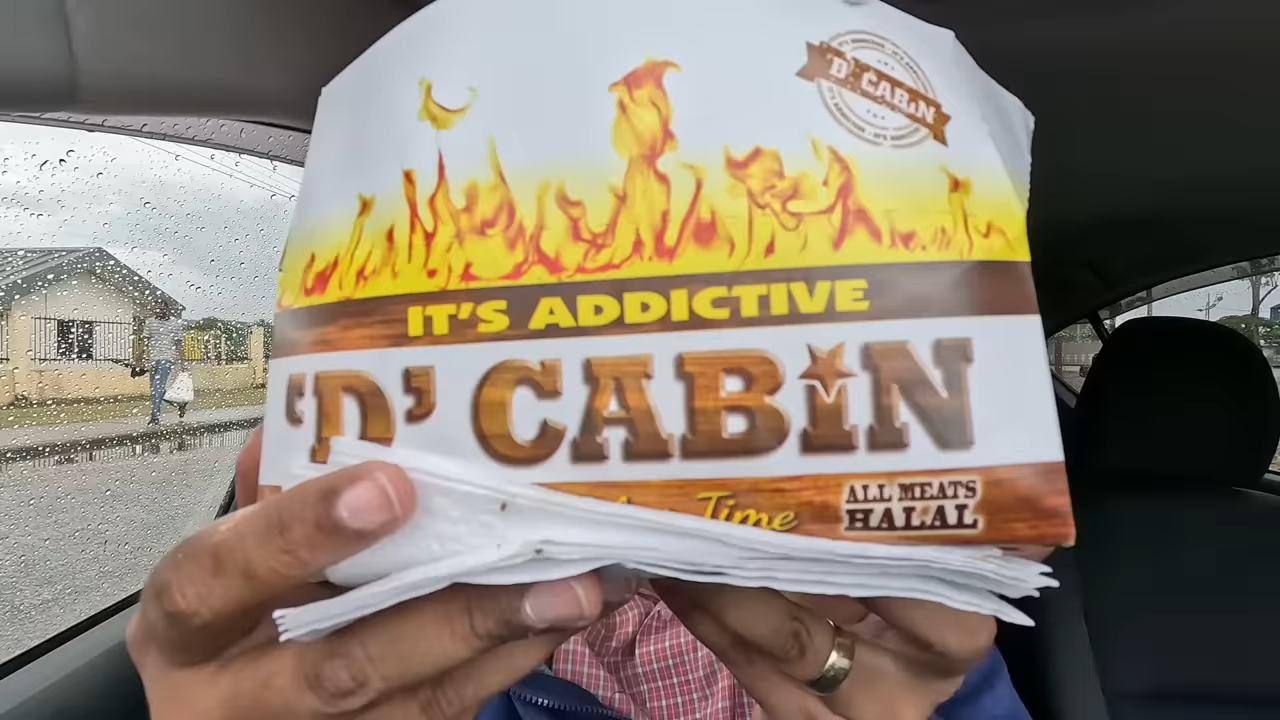 'D' CABiN
IT'S ADDICTIVE
'D' CABiN
Time
ALL MEATS
HALAL